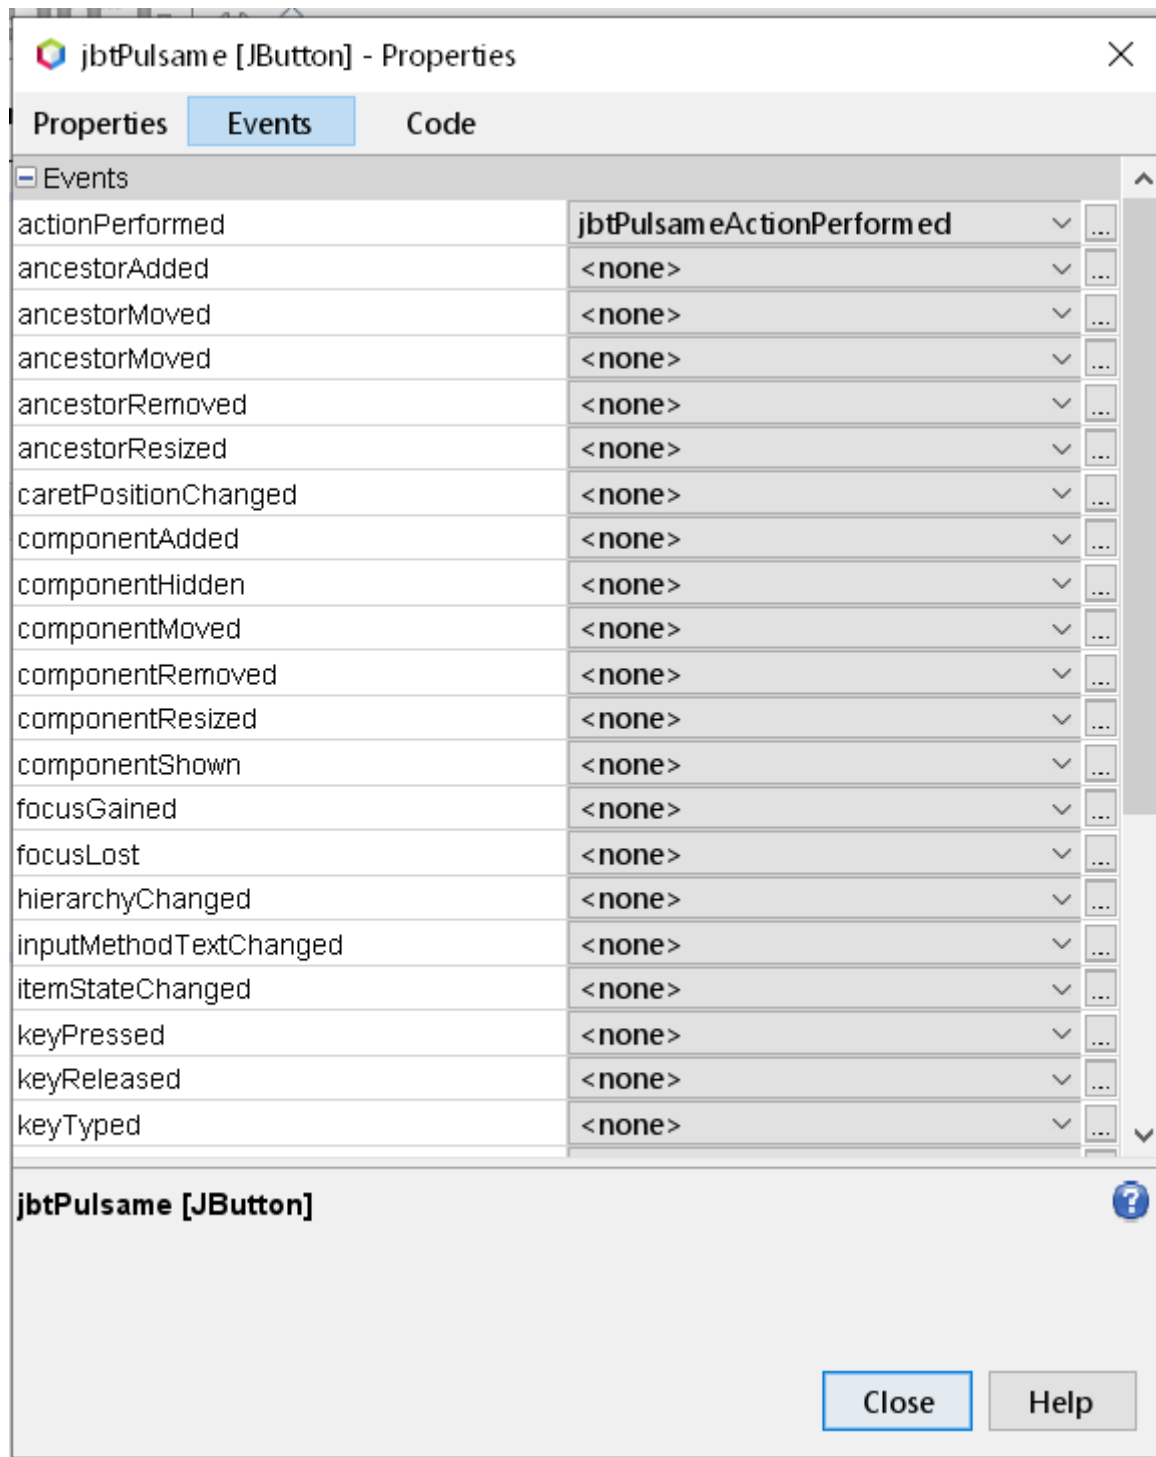 jbtPulsame [JButton] - Properties
Properties Events Code
Events
actionPerformed jbtPulsameActionPerformed ...
ancestorAdded <none> ...
ancestorMoved <none> ...
ancestorMoved <none> ...
ancestorRemoved <none> ...
ancestorResized <none> ...
caretPositionChanged <none> ...
componentAdded <none> ...
componentHidden <none> ...
componentMoved <none> ...
componentRemoved <none> ...
componentResized <none> ...
componentShown <none> ...
focusGained <none> ...
focusLost <none> ...
hierarchyChanged <none> ...
inputMethodTextChanged <none> ...
itemStateChanged <none> ...
keyPressed <none> ...
keyReleased <none> ...
keyTyped <none> ...
jbtPulsame [JButton]
Close Help